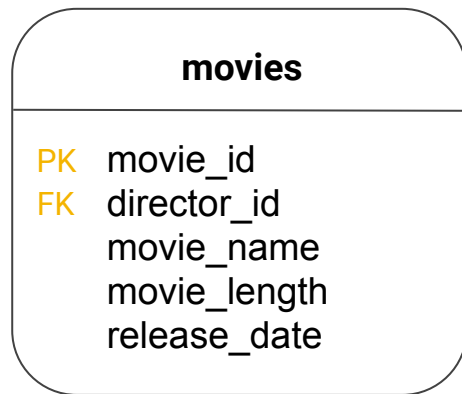 movies
PK movie_id
FK director_id
movie_name
movie_length
release_date